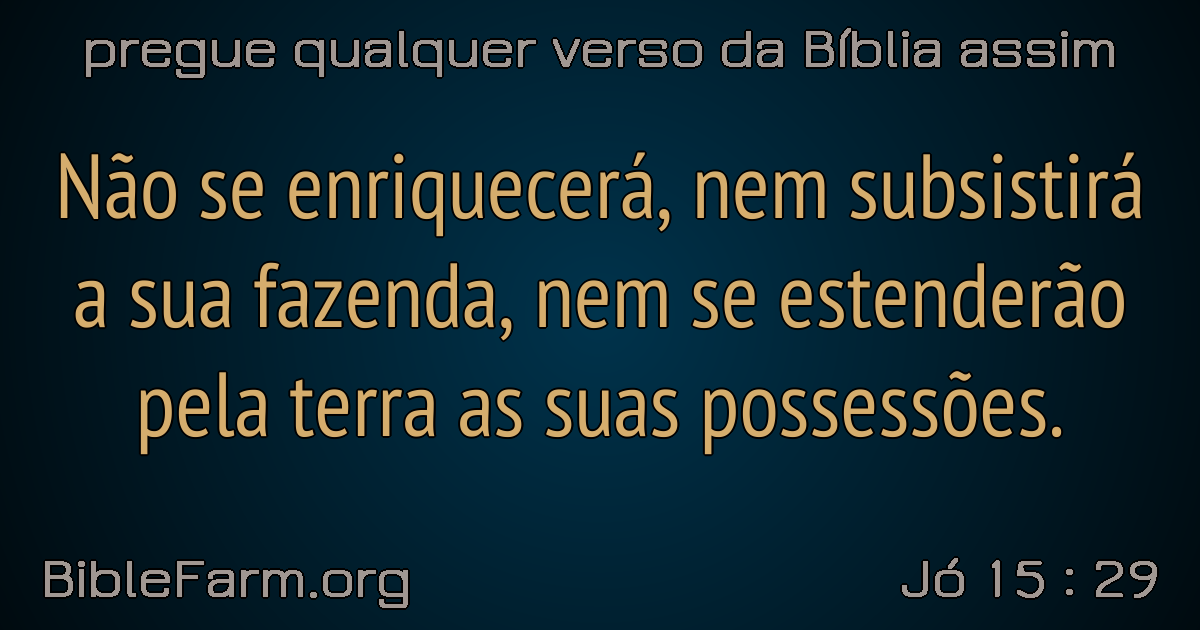 pregue qualquer verso da Bíblia assim
Não se enriquecerá, nem subsistirá
a sua fazenda, nem se estenderão
pela terra as suas possessões.
BibleFarm.org
Jó 15 : 29